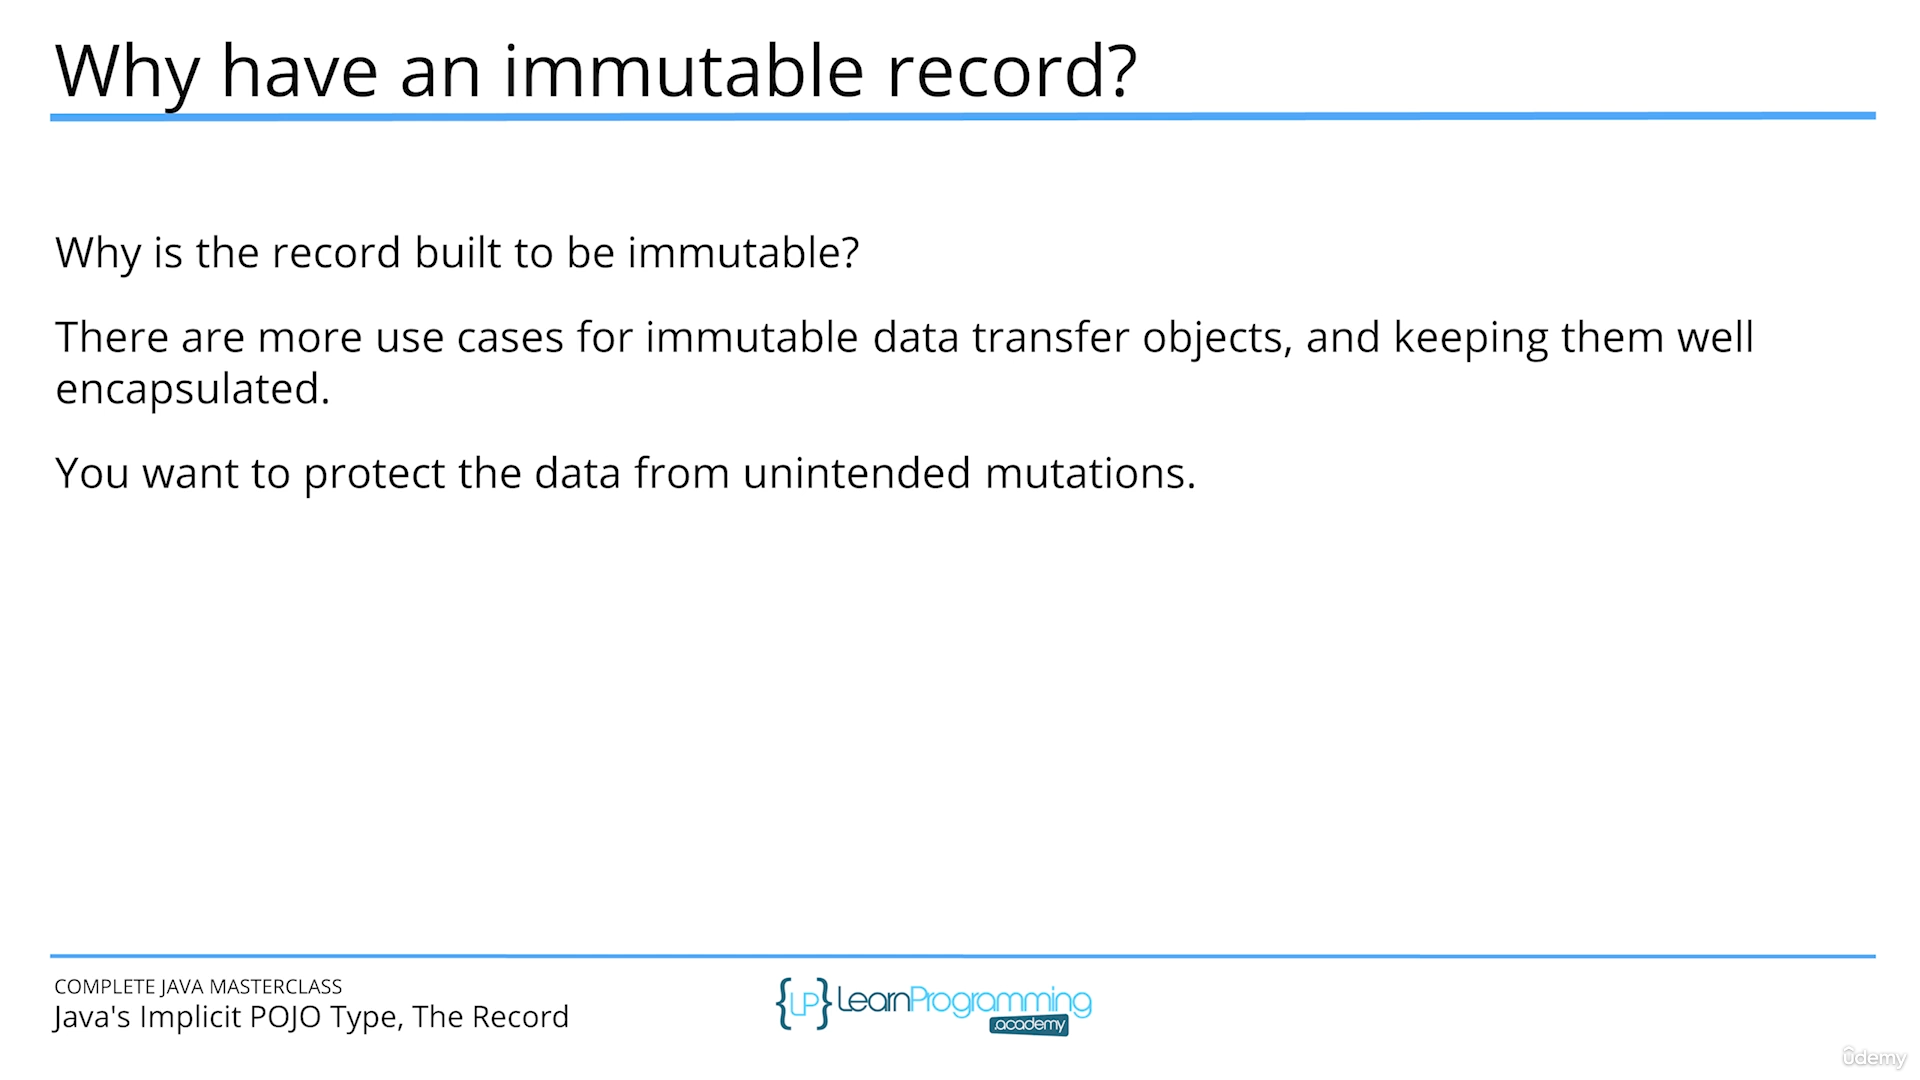 Why have an immutable record?
Why is the record built to be immutable?
There are more use cases for immutable data transfer objects, and keeping them well
encapsulated.
You want to protect the data from unintended mutations.
COMPLETE JAVA MASTERCLASS
Java's Implicit POJO Type, The Record
{LP} LearnProgramming
.academy
ûdemy